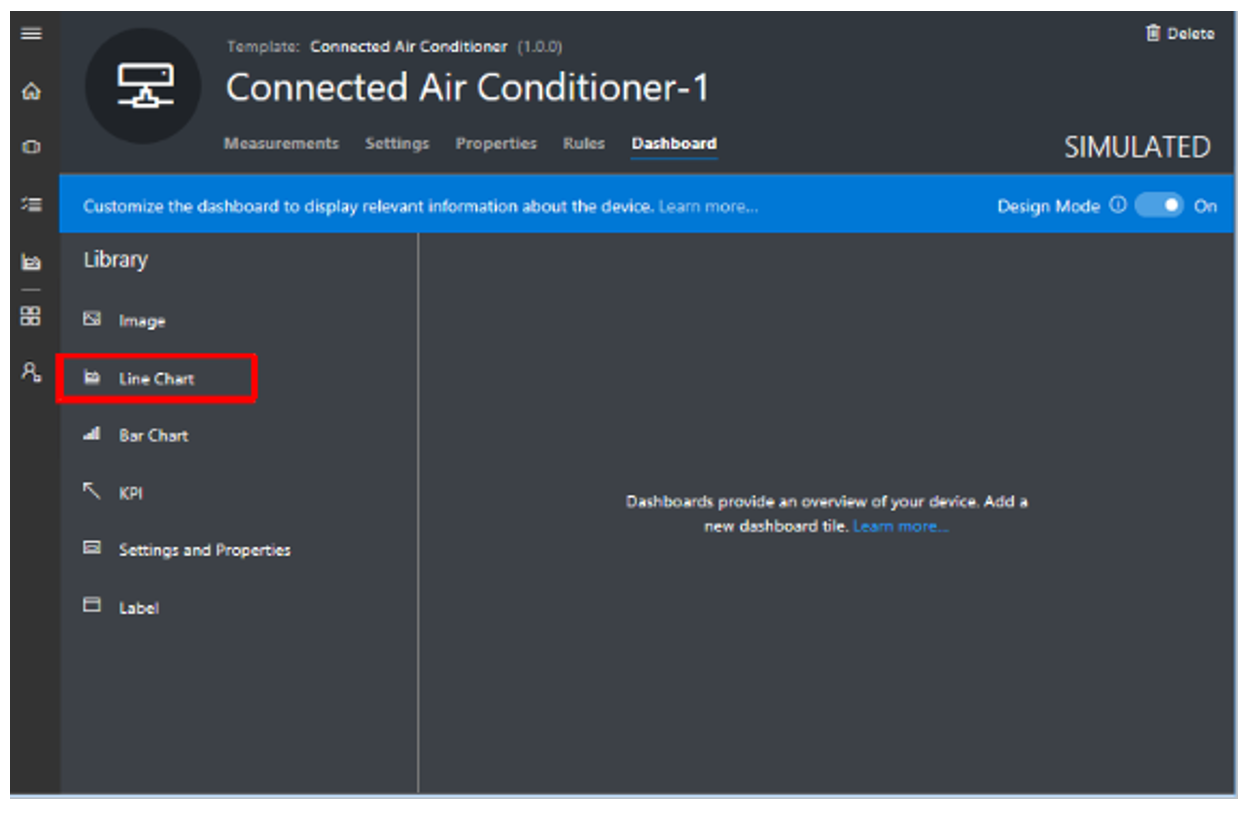 Delete
Template: Connected Air Conditioner (1.0.0)
Connected Air Conditioner-1
Measurements Settings Properties Rules Dashboard
SIMULATED
Customize the dashboard to display relevant information about the device. Learn more... Design Mode On
Library
Image
Line Chart
Bar Chart
KPI
Settings and Properties
Label
Dashboards provide an overview of your device. Add a
new dashboard tile. Learn more...